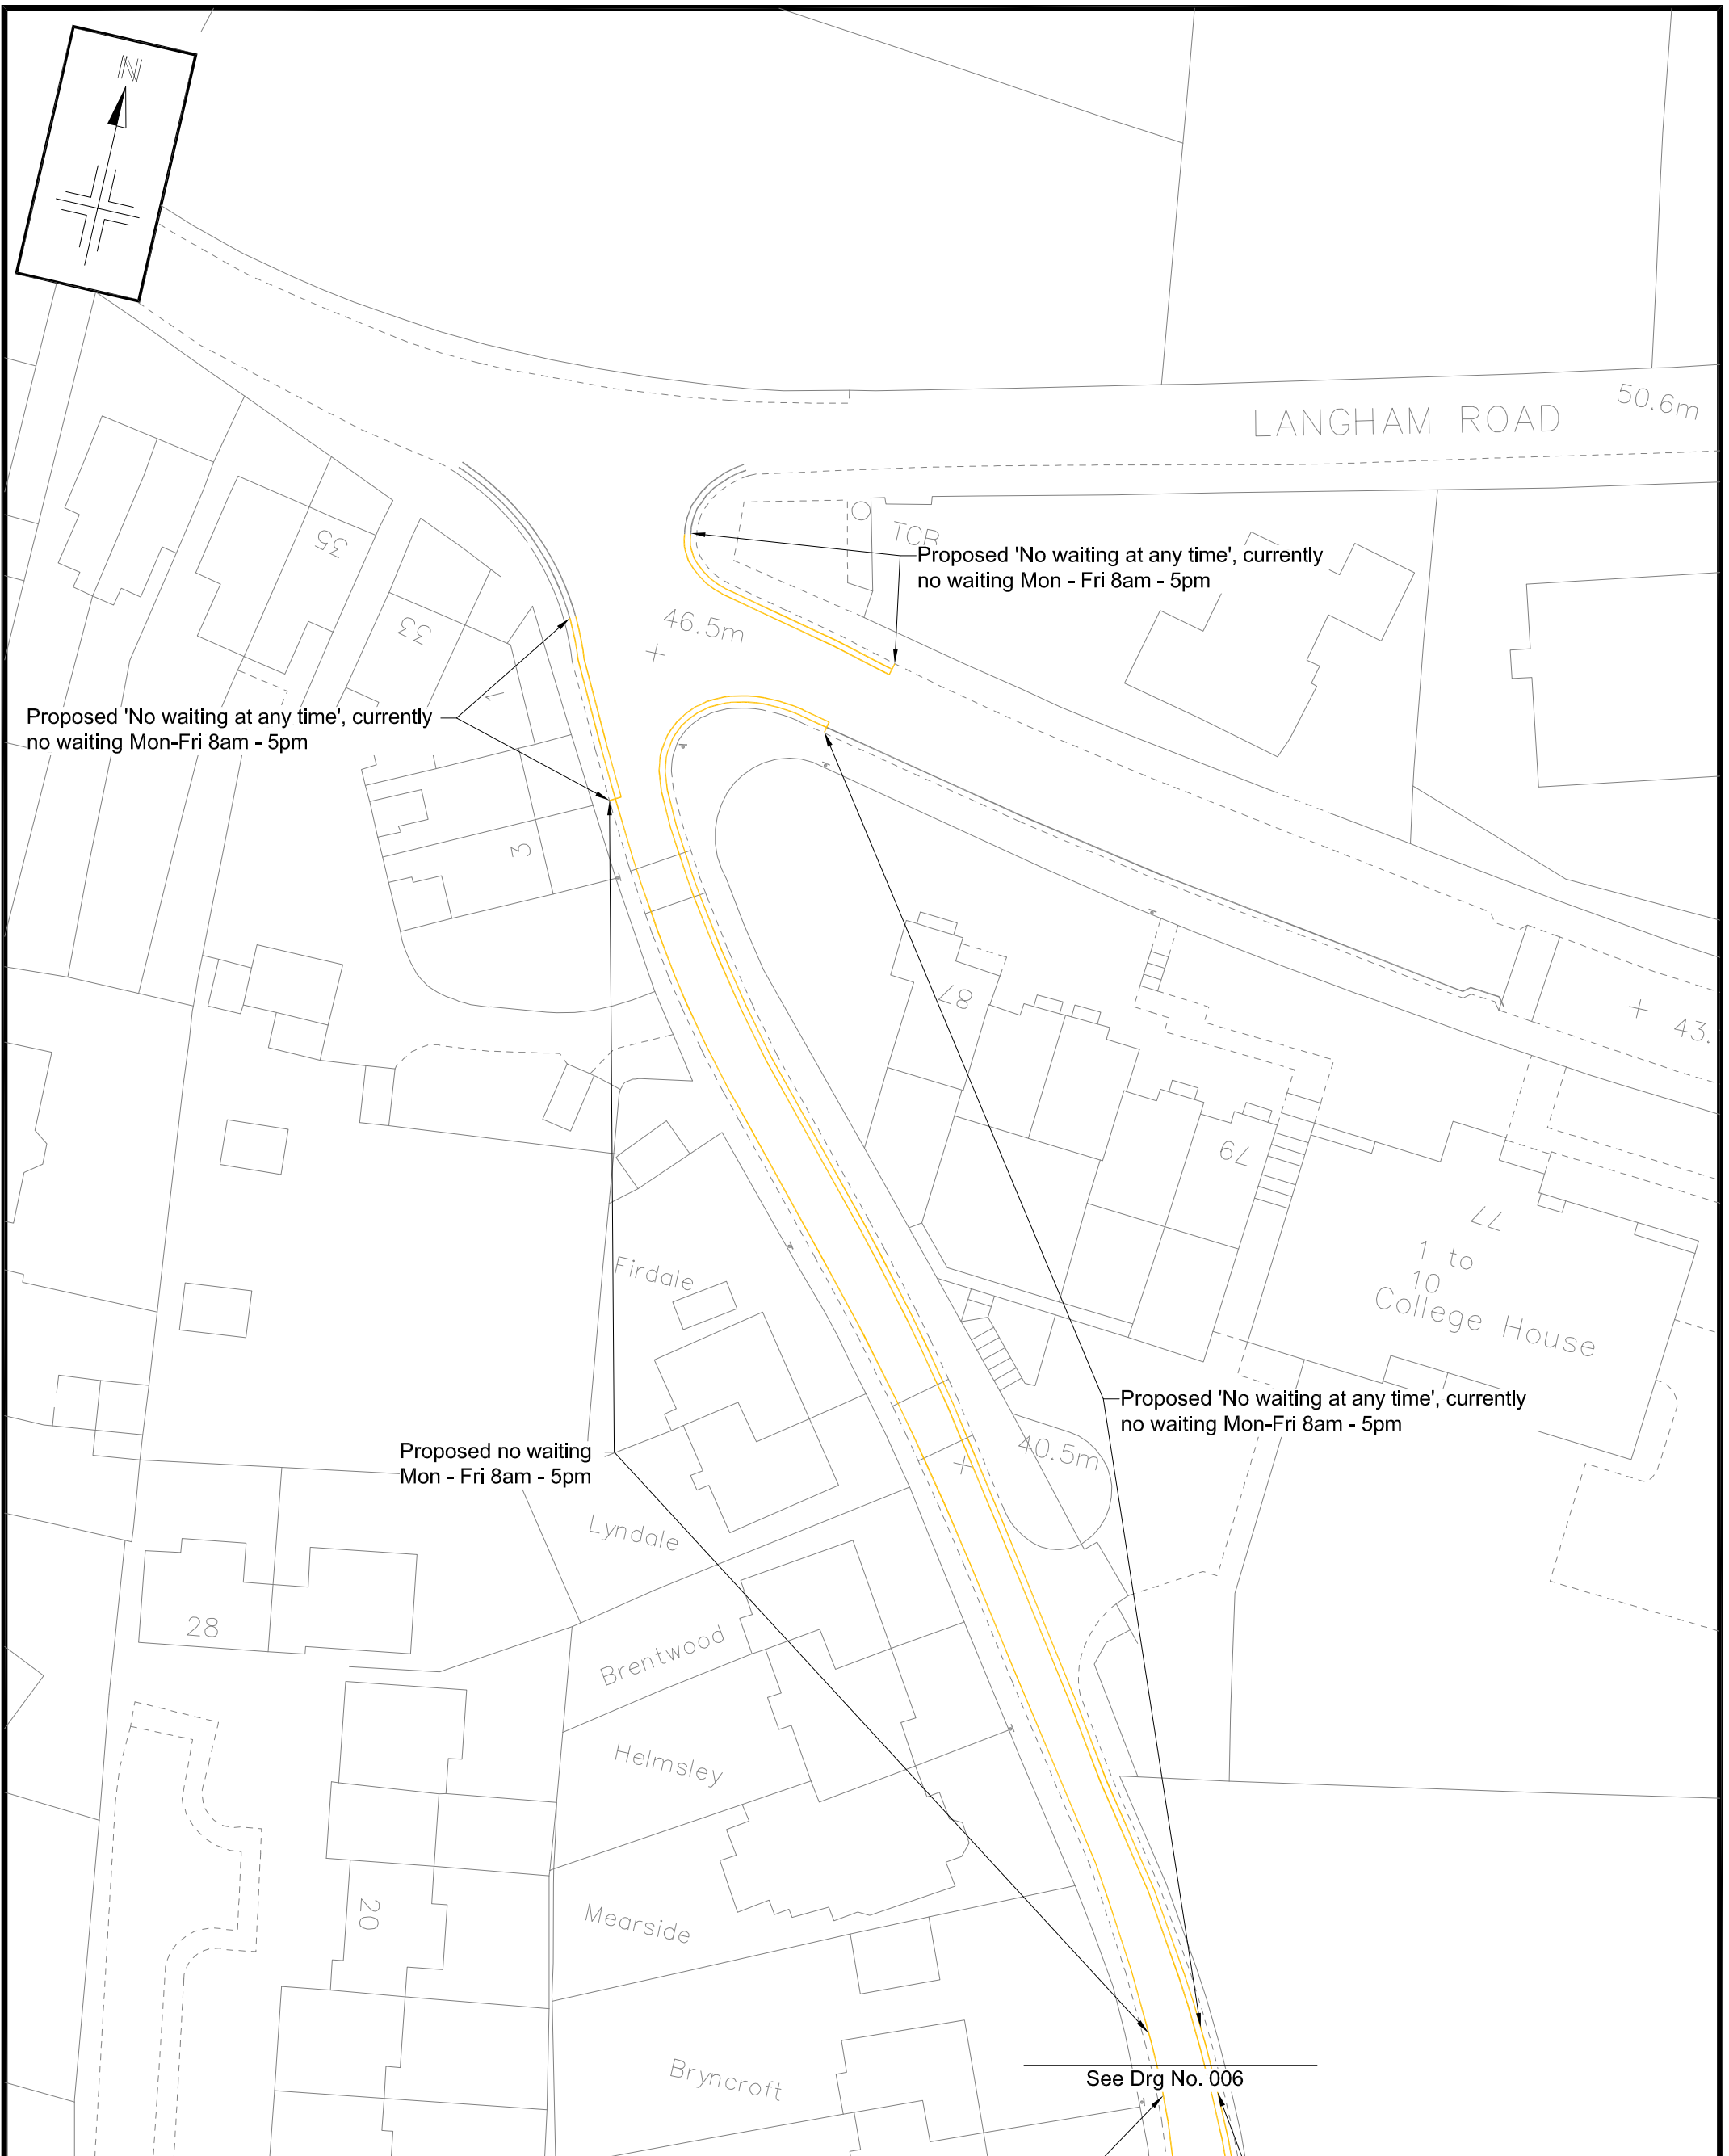 N
LANGHAM ROAD
50.6m
TCB
35
33
Proposed 'No waiting at any time', currently
no waiting Mon - Fri 8am - 5pm
46.5m
1
Proposed 'No waiting at any time', currently
no waiting Mon-Fri 8am - 5pm
3
87
43.
79
77
1 to
10
College House
Firdale
Proposed 'No waiting at any time', currently
no waiting Mon-Fri 8am - 5pm
Proposed no waiting
Mon - Fri 8am - 5pm
40.5m
Lyndale
28
Brentwood
Helmsley
20
Mearside
Bryncroft
See Drg No. 006